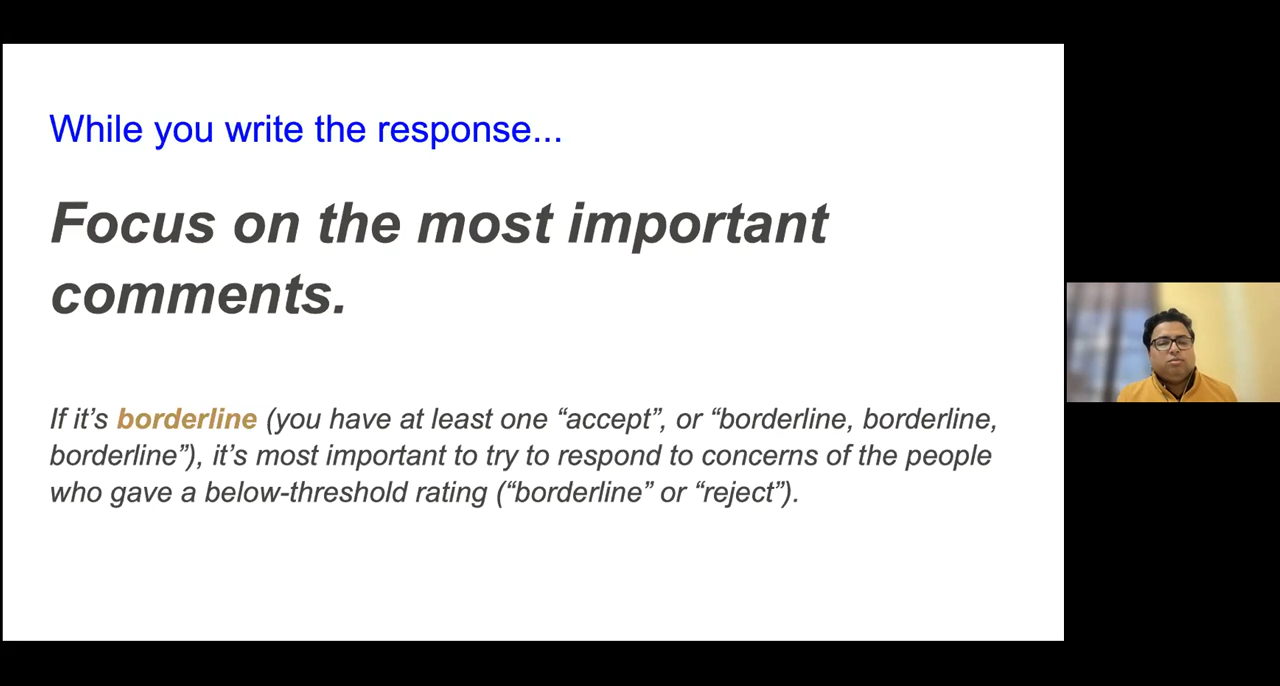 While you write the response...
Focus on the most important
comments.
If it’s borderline (you have at least one “accept”, or “borderline, borderline,
borderline”), it’s most important to try to respond to concerns of the people
who gave a below-threshold rating (“borderline” or “reject”).